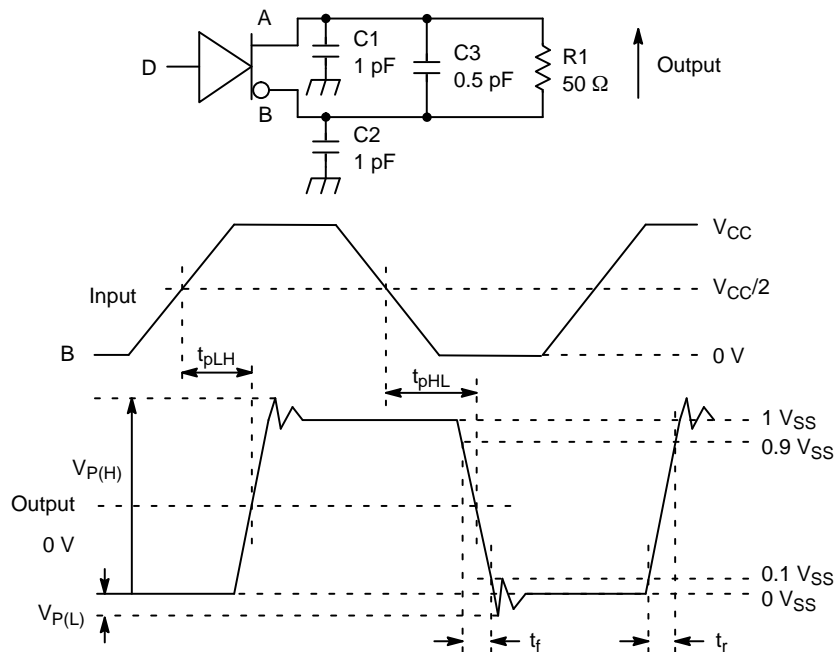 A
D
B
C1
1 pF
C3
0.5 pF
R1
50 Ω
Output
C2
1 pF
V_CC
Input
V_CC/2
B
0 V
t_pLH
t_pHL
1 V_SS
0.9 V_SS
V_P(H)
Output
0 V
0.1 V_SS
0 V_SS
V_P(L)
t_f
t_r